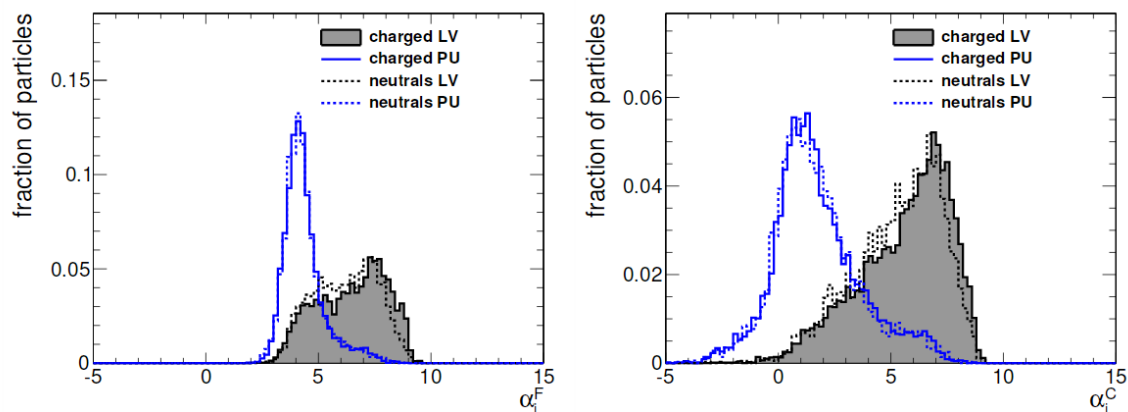 fraction of particles
0.15
0.1
0.05
0
-5
0
5
10
15
α_i^F
charged LV
charged PU
neutrals LV
neutrals PU
fraction of particles
0.06
0.04
0.02
0
-5
0
5
10
15
α_i^C
charged LV
charged PU
neutrals LV
neutrals PU